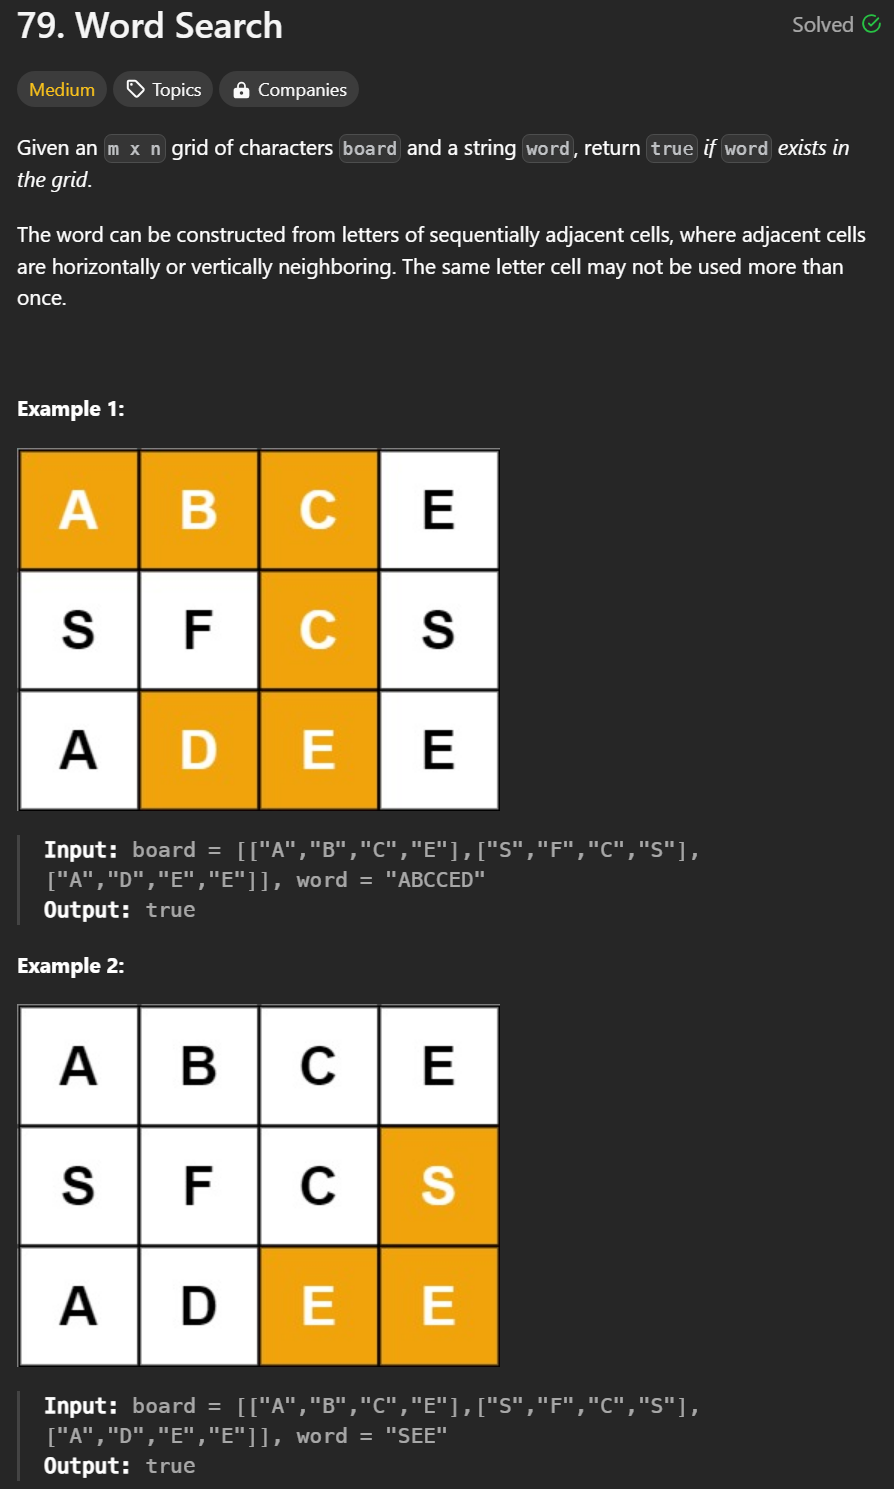 79. Word Search
Solved
Medium Topics Companies
Given an m x n grid of characters board and a string word, return true if word exists in
the grid.
The word can be constructed from letters of sequentially adjacent cells, where adjacent cells
are horizontally or vertically neighboring. The same letter cell may not be used more than
once.
Example 1:
A B C E
S F C S
A D E E
Input: board = [["A","B","C","E"],["S","F","C","S"],
["A","D","E","E"]], word = "ABCCED"
Output: true
Example 2:
A B C E
S F C S
A D E E
Input: board = [["A","B","C","E"],["S","F","C","S"],
["A","D","E","E"]], word = "SEE"
Output: true